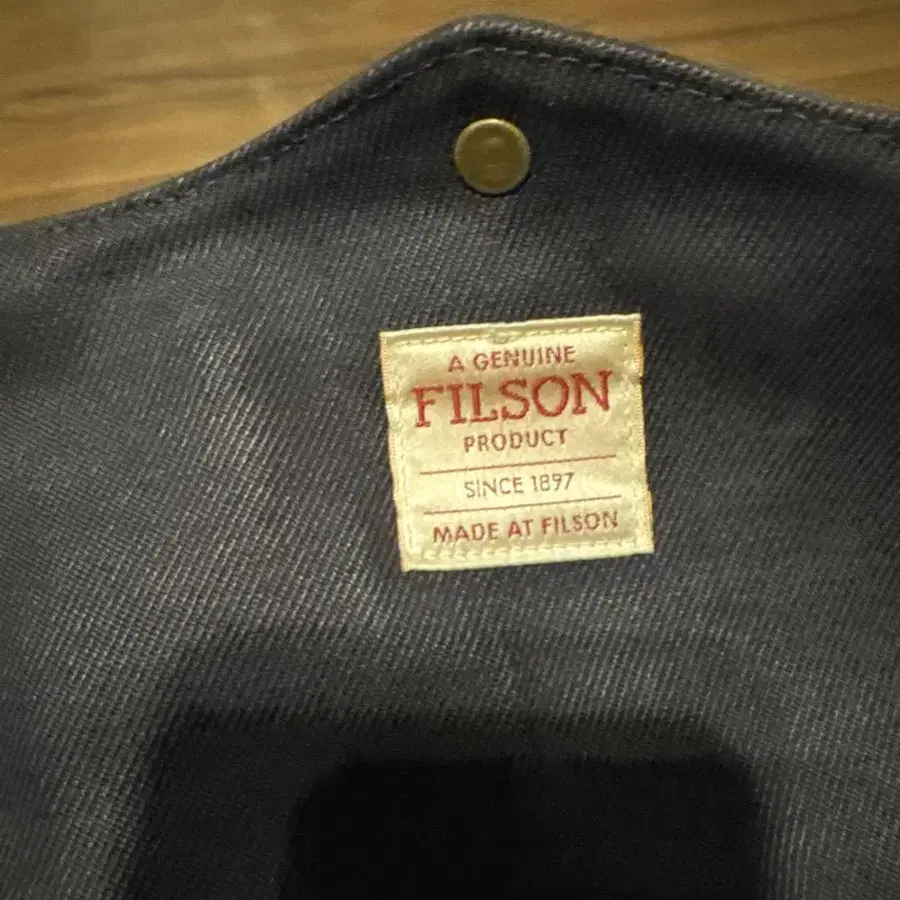 A GENUINE
FILSON
PRODUCT
SINCE 1897
MADE AT FILSON